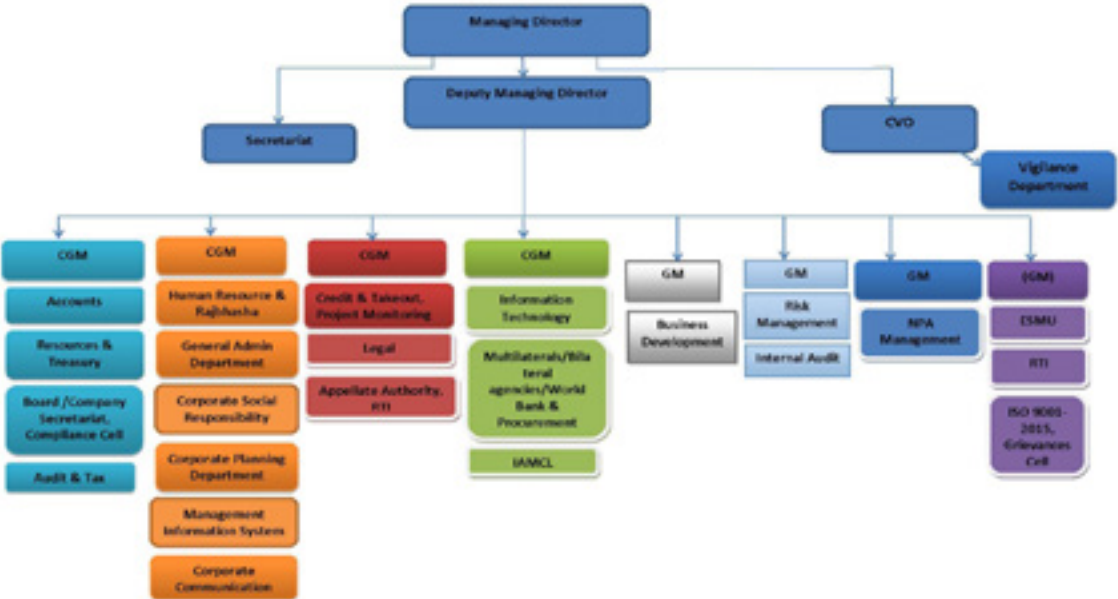 Managing Director
Deputy Managing Director
Secretariat
CVO
Vigilance
Department
CGM
Accounts
Resources &
Treasury
Board /Company
Secretariat,
Compliance Cell
Audit & Tax
CGM
Human Resource &
Rajbhasha
General Admin
Department
Corporate Social
Responsibility
Corporate Planning
Department
Management
Information System
Corporate
Communication
CGM
Credit & Takeout,
Project Monitoring
Legal
Appellate Authority,
RTI
CGM
Information
Technology
Multilaterals/Bila
teral
agencies/World
Bank &
Procurement
IAMCL
GM
Business
Development
GM
Risk
Management
Internal Audit
GM
NPA
Management
(GM)
ESMU
RTI
ISO 9001-
2015,
Grievances
Cell